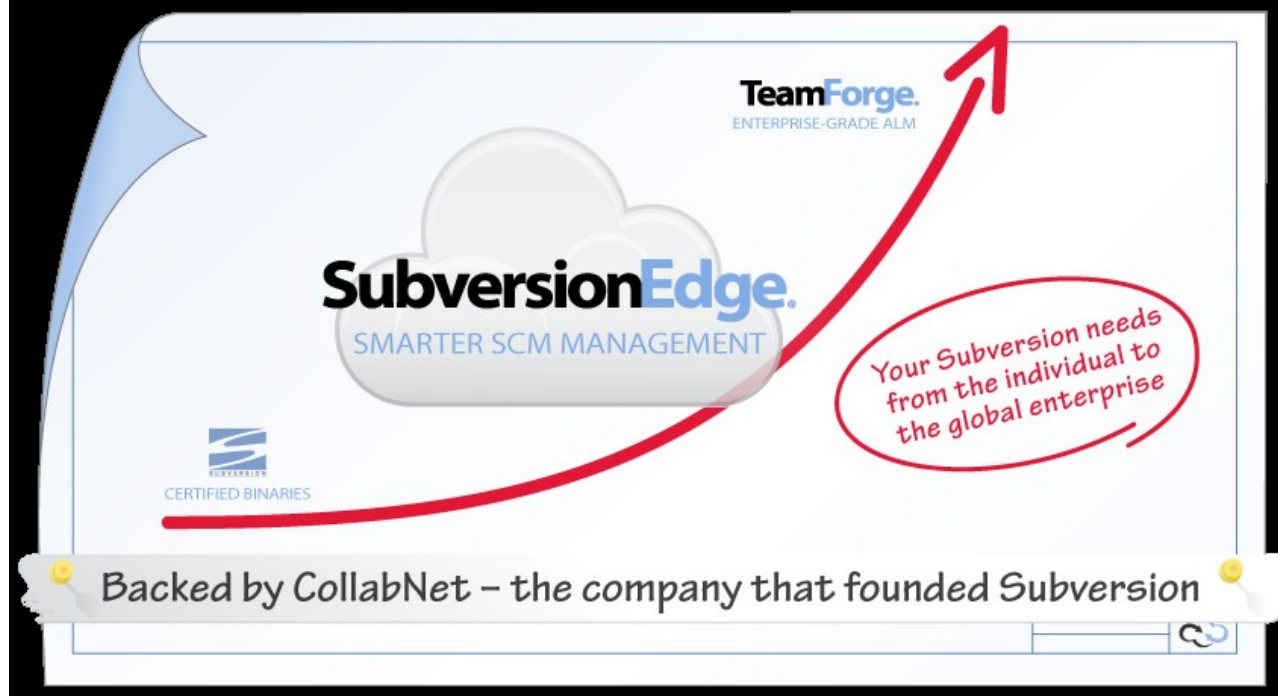 TeamForge.
ENTERPRISE-GRADE ALM
SubversionEdge.
SMARTER SCM MANAGEMENT
Your Subversion needs
from the individual to
the global enterprise
SUBVERSION
CERTIFIED BINARIES
Backed by CollabNet – the company that founded Subversion